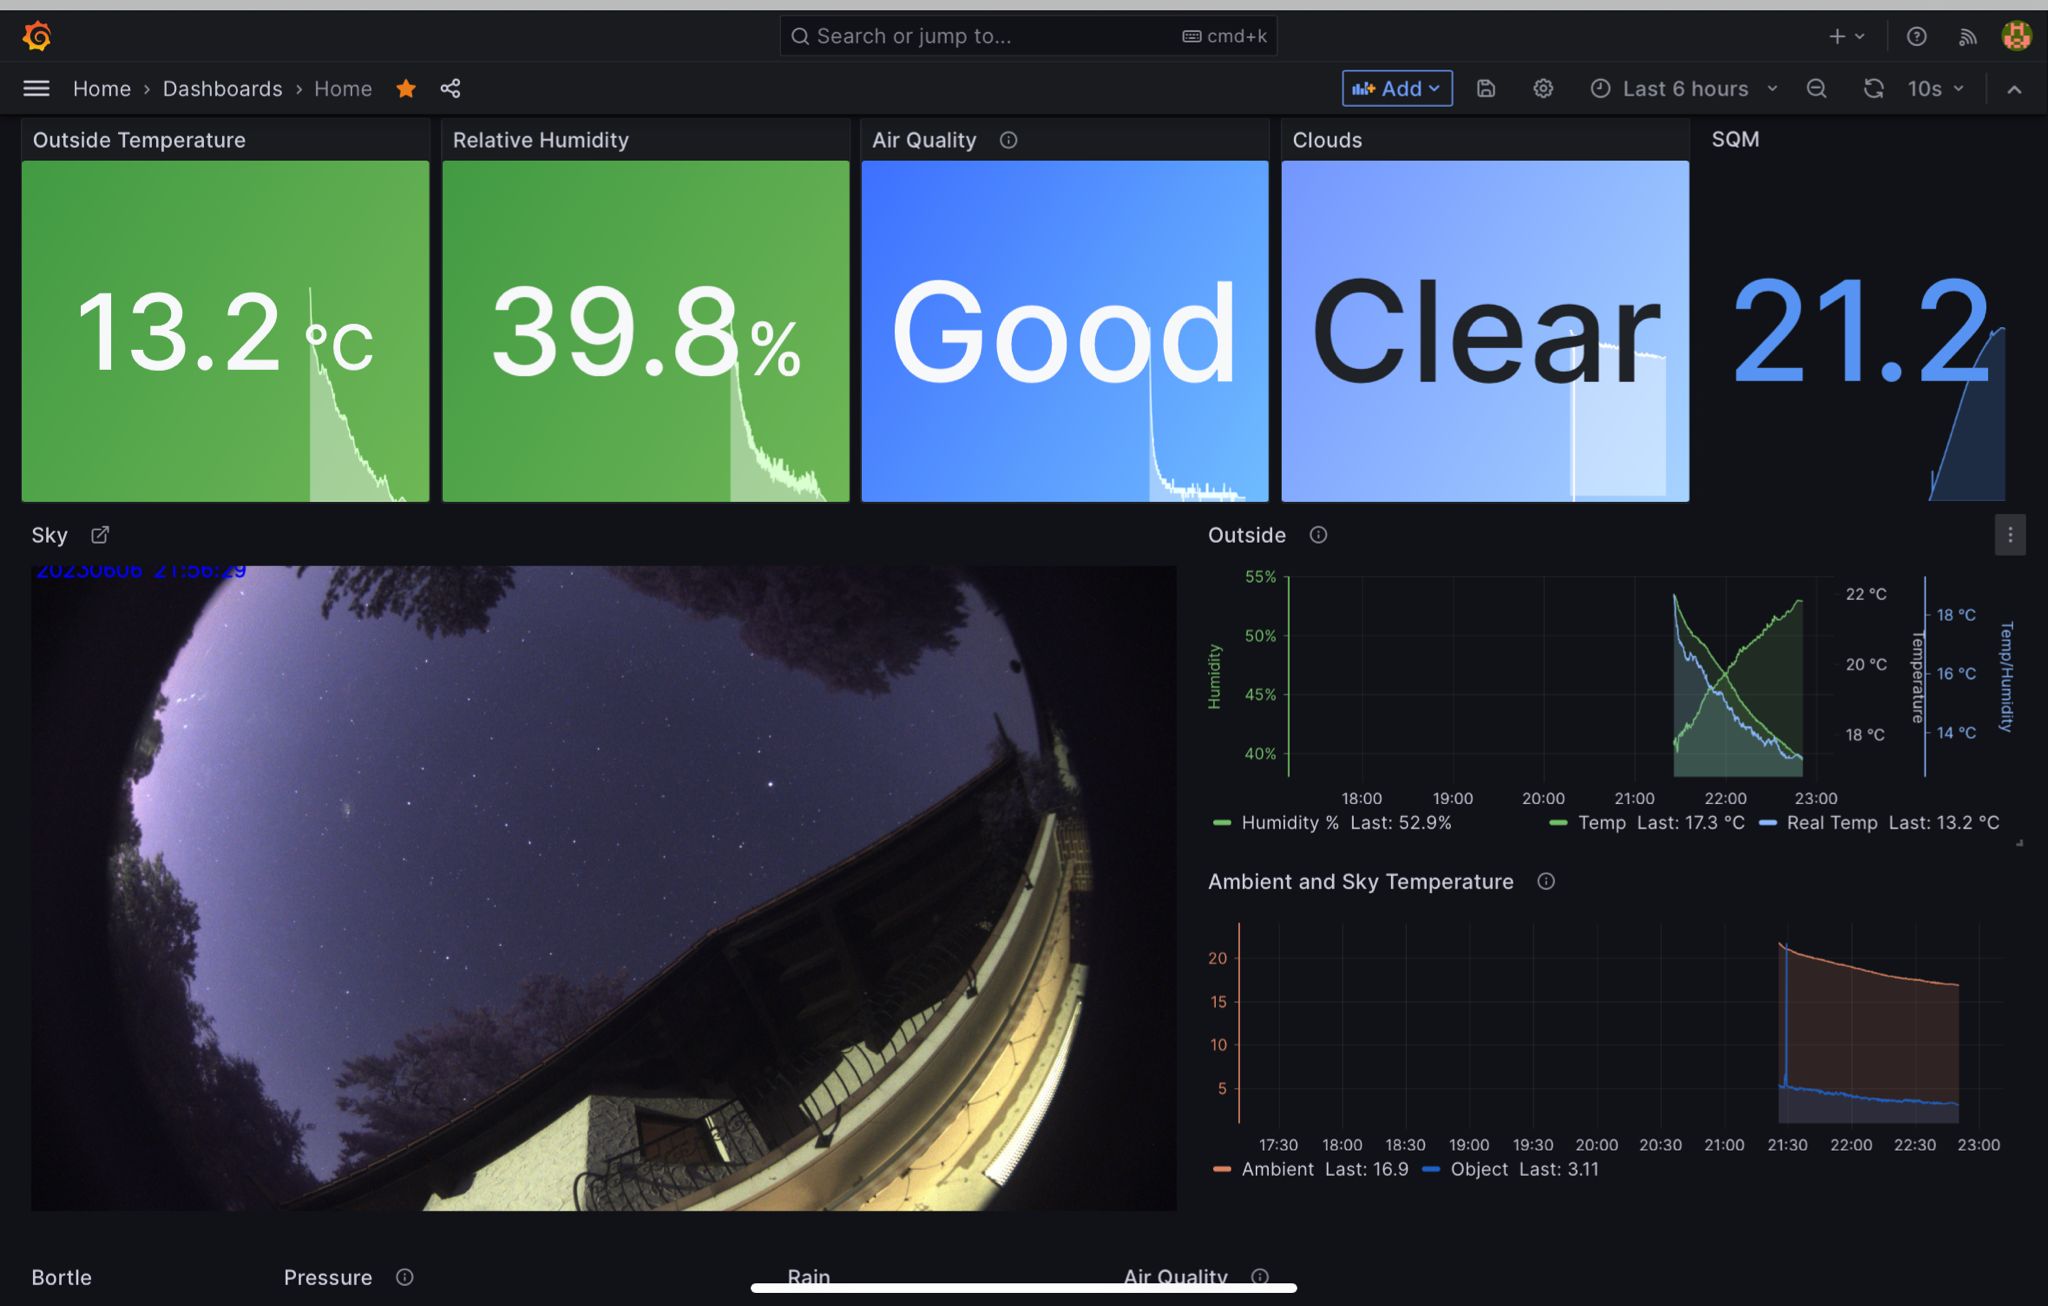 Search or jump to... cmd+k
Home › Dashboards › Home Add Last 6 hours 10s
Outside Temperature
13.2 °C
Relative Humidity
39.8 %
Air Quality
Good
Clouds
Clear
SQM
21.2
Sky
20230606 21:56:29
Outside
55%
50%
45%
40%
Humidity
22 °C
20 °C
18 °C
Temperature
18 °C
16 °C
14 °C
Temp/Humidity
18:00 19:00 20:00 21:00 22:00 23:00
Humidity % Last: 52.9% Temp Last: 17.3 °C Real Temp Last: 13.2 °C
Ambient and Sky Temperature
20
15
10
5
17:30 18:00 18:30 19:00 19:30 20:00 20:30 21:00 21:30 22:00 22:30 23:00
Ambient Last: 16.9 Object Last: 3.11
Bortle
Pressure
Rain
Air Quality